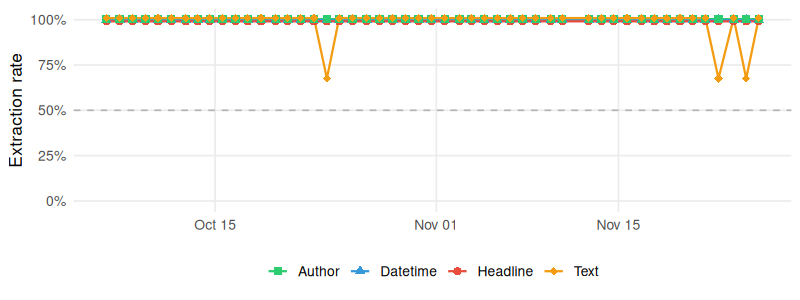 Extraction rate
100%
75%
50%
25%
0%
Oct 15 Nov 01 Nov 15
Author Datetime Headline Text